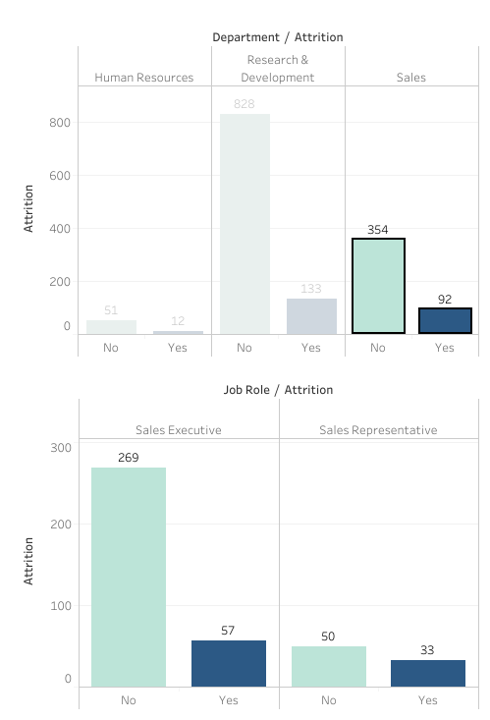 Department / Attrition
Human Resources
Research &
Development
Sales
Attrition
800
600
400
200
0
51
12
828
133
354
92
No
Yes
No
Yes
No
Yes
Job Role / Attrition
Sales Executive
Sales Representative
Attrition
300
200
100
0
269
57
50
33
No
Yes
No
Yes